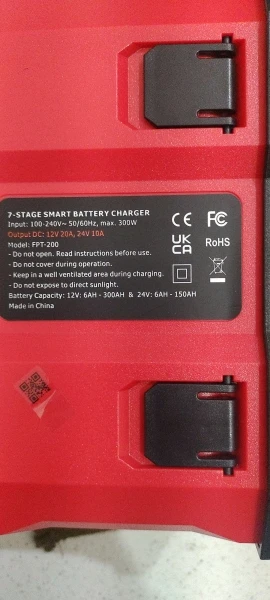 7-STAGE SMART BATTERY CHARGER
Input: 100-240V~ 50/60Hz, max. 300W
Output DC: 12V 20A, 24V 10A
Model: FPT-200
- Do not open. Read instructions before use.
- Do not cover during operation.
- Keep in a well ventilated area during charging.
- Do not expose to direct sunlight.
Battery Capacity: 12V: 6AH - 300AH & 24V: 6AH - 150AH
Made in China
CE FC
UK
CA
RoHS